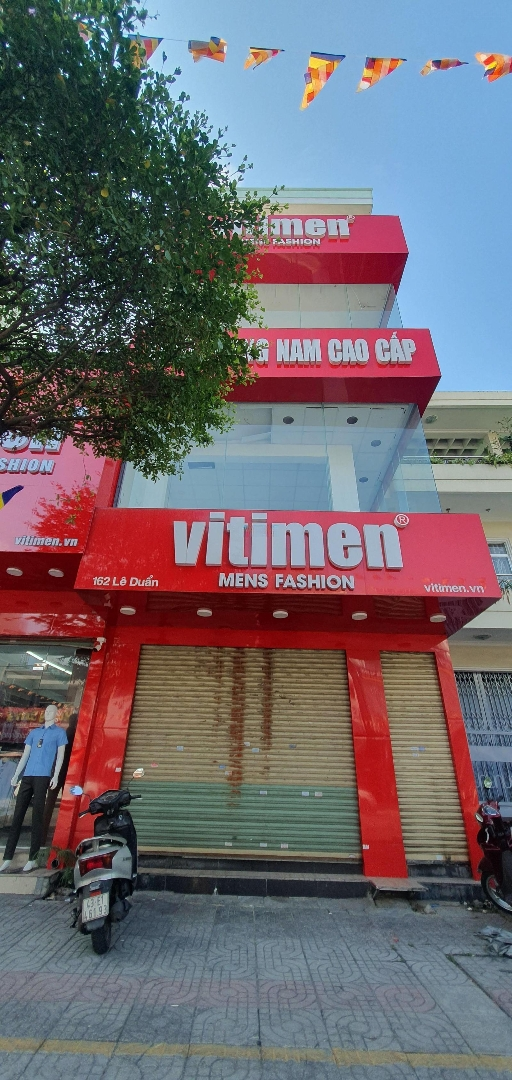 vitimen®
MENS FASHION
NAM CAO CẤP
FASHION
vitimen.vn
vitimen®
MENS FASHION
162 Lê Duẩn
vitimen.vn